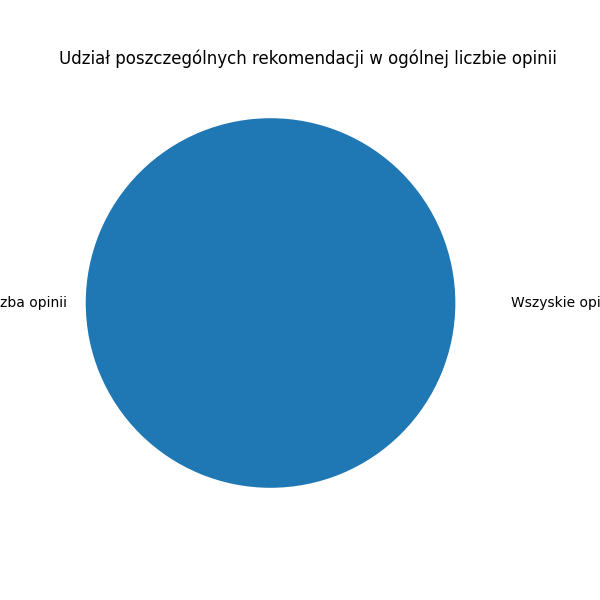 Udział poszczególnych rekomendacji w ogólnej liczbie opinii
zba opinii
Wszyskie opi